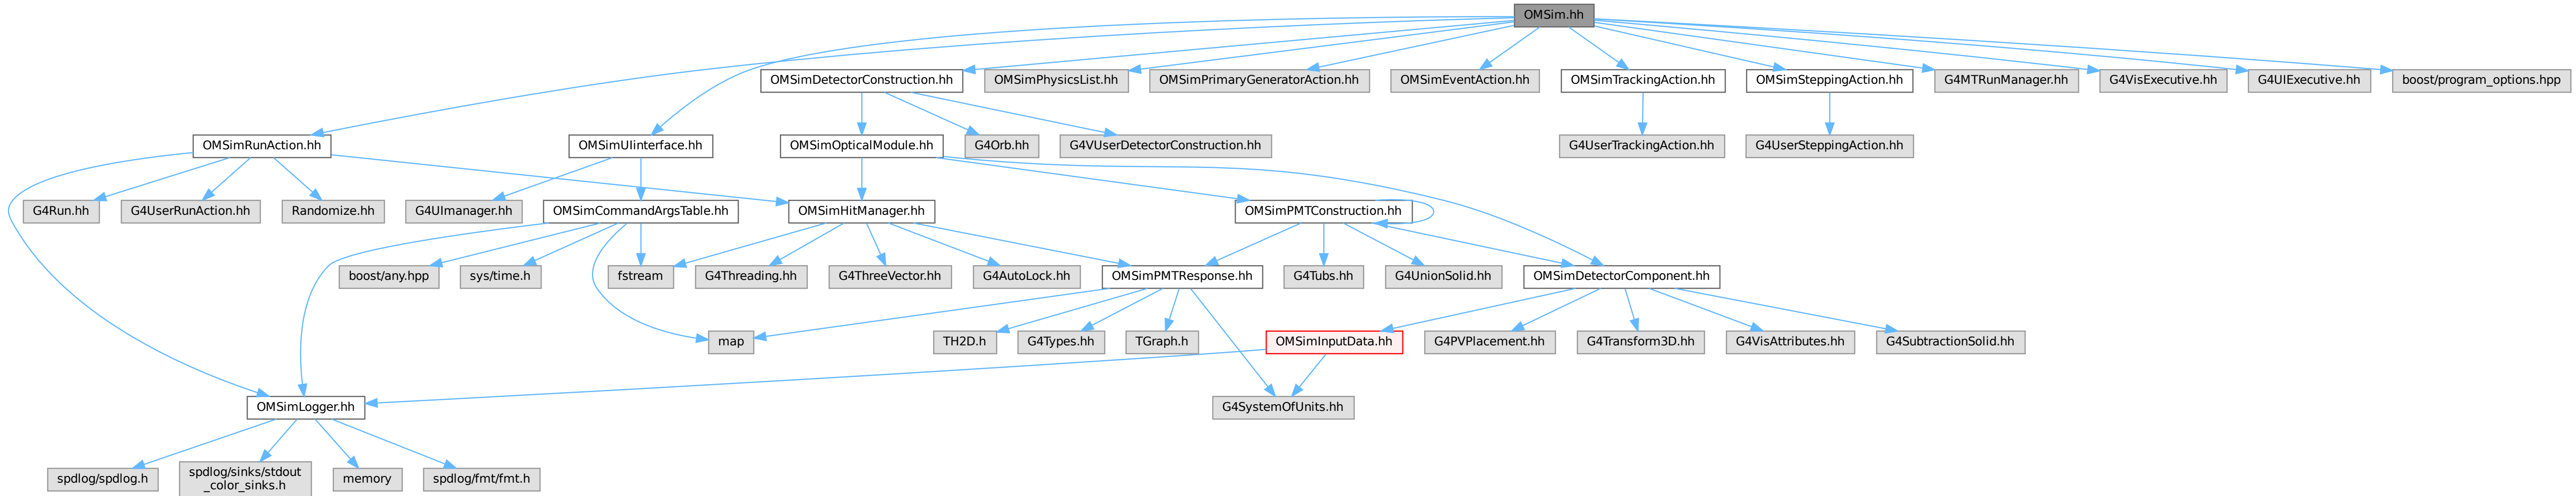 OMSim.hh
OMSimDetectorConstruction.hh
OMSimPhysicsList.hh
OMSimPrimaryGeneratorAction.hh
OMSimEventAction.hh
OMSimTrackingAction.hh
OMSimSteppingAction.hh
G4MTRunManager.hh
G4VisExecutive.hh
G4UIExecutive.hh
boost/program_options.hpp
OMSimRunAction.hh
OMSimUIinterface.hh
OMSimOpticalModule.hh
G4Orb.hh
G4VUserDetectorConstruction.hh
G4UserTrackingAction.hh
G4UserSteppingAction.hh
G4Run.hh
G4UserRunAction.hh
Randomize.hh
G4UImanager.hh
OMSimCommandArgsTable.hh
OMSimHitManager.hh
OMSimPMTConstruction.hh
boost/any.hpp
sys/time.h
fstream
G4Threading.hh
G4ThreeVector.hh
G4AutoLock.hh
OMSimPMTResponse.hh
G4Tubs.hh
G4UnionSolid.hh
OMSimDetectorComponent.hh
map
TH2D.h
G4Types.hh
TGraph.h
OMSimInputData.hh
G4PVPlacement.hh
G4Transform3D.hh
G4VisAttributes.hh
G4SubtractionSolid.hh
OMSimLogger.hh
G4SystemOfUnits.hh
spdlog/spdlog.h
spdlog/sinks/stdout
_color_sinks.h
memory
spdlog/fmt/fmt.h